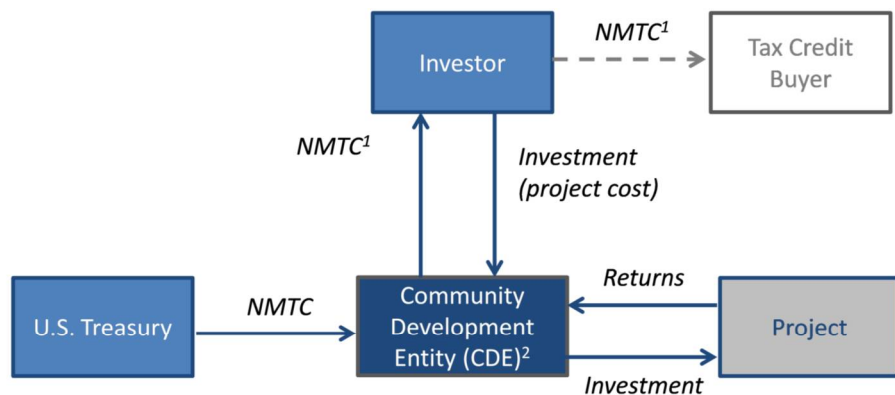 NMTC¹
Investor
Tax Credit
Buyer
NMTC¹
Investment
(project cost)
U.S. Treasury
NMTC
Community
Development
Entity (CDE)²
Returns
Project
Investment